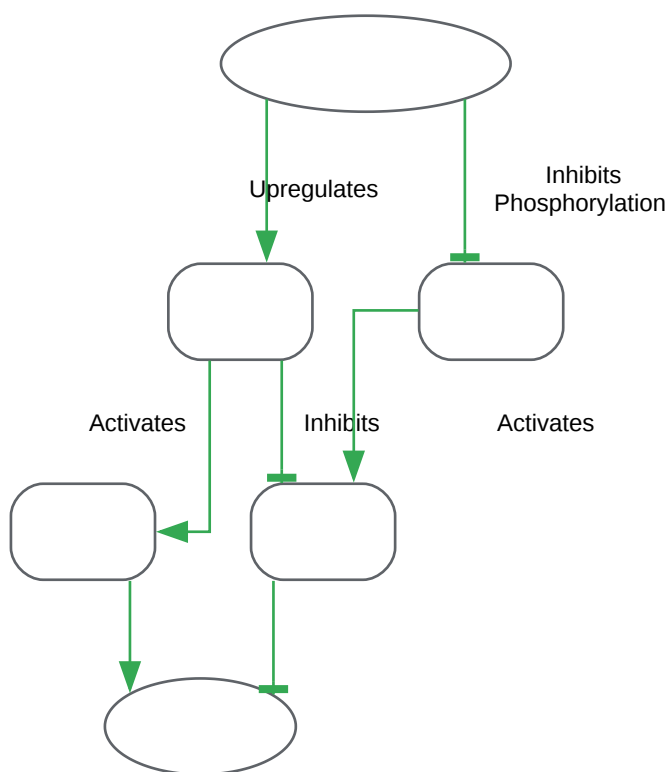 Upregulates
Inhibits
Phosphorylation
Activates
Inhibits
Activates